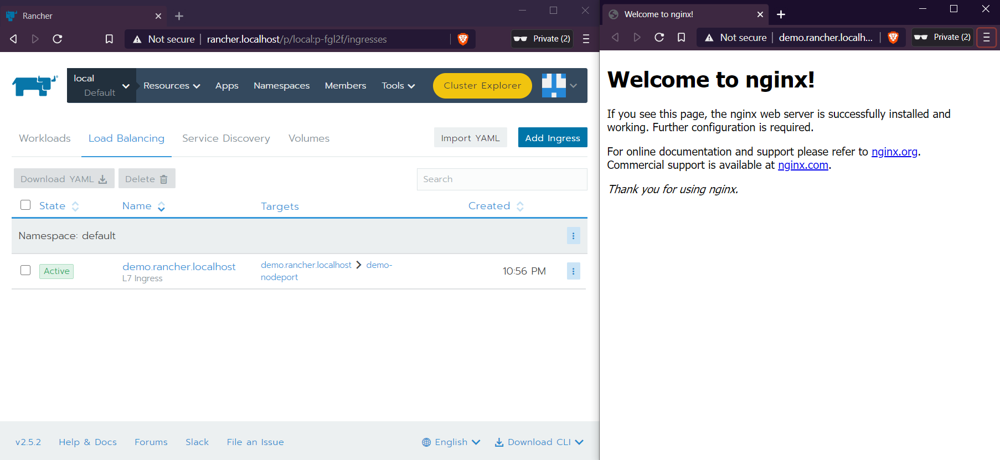 Rancher
Not secure
rancher.localhost/p/local:p-fgl2f/ingresses
Private (2)
local
Default
Resources
Apps
Namespaces
Members
Tools
Cluster Explorer
Workloads
Load Balancing
Service Discovery
Volumes
Import YAML
Add Ingress
Download YAML
Delete
Search
State
Name
Targets
Created
Namespace: default
Active
demo.rancher.localhost
L7 Ingress
demo.rancher.localhost > demo-
nodeport
10:56 PM
v2.5.2
Help & Docs
Forums
Slack
File an Issue
English
Download CLI
Welcome to nginx!
Not secure
demo.rancher.localh...
Private (2)
Welcome to nginx!
If you see this page, the nginx web server is successfully installed and
working. Further configuration is required.
For online documentation and support please refer to nginx.org.
Commercial support is available at nginx.com.
Thank you for using nginx.